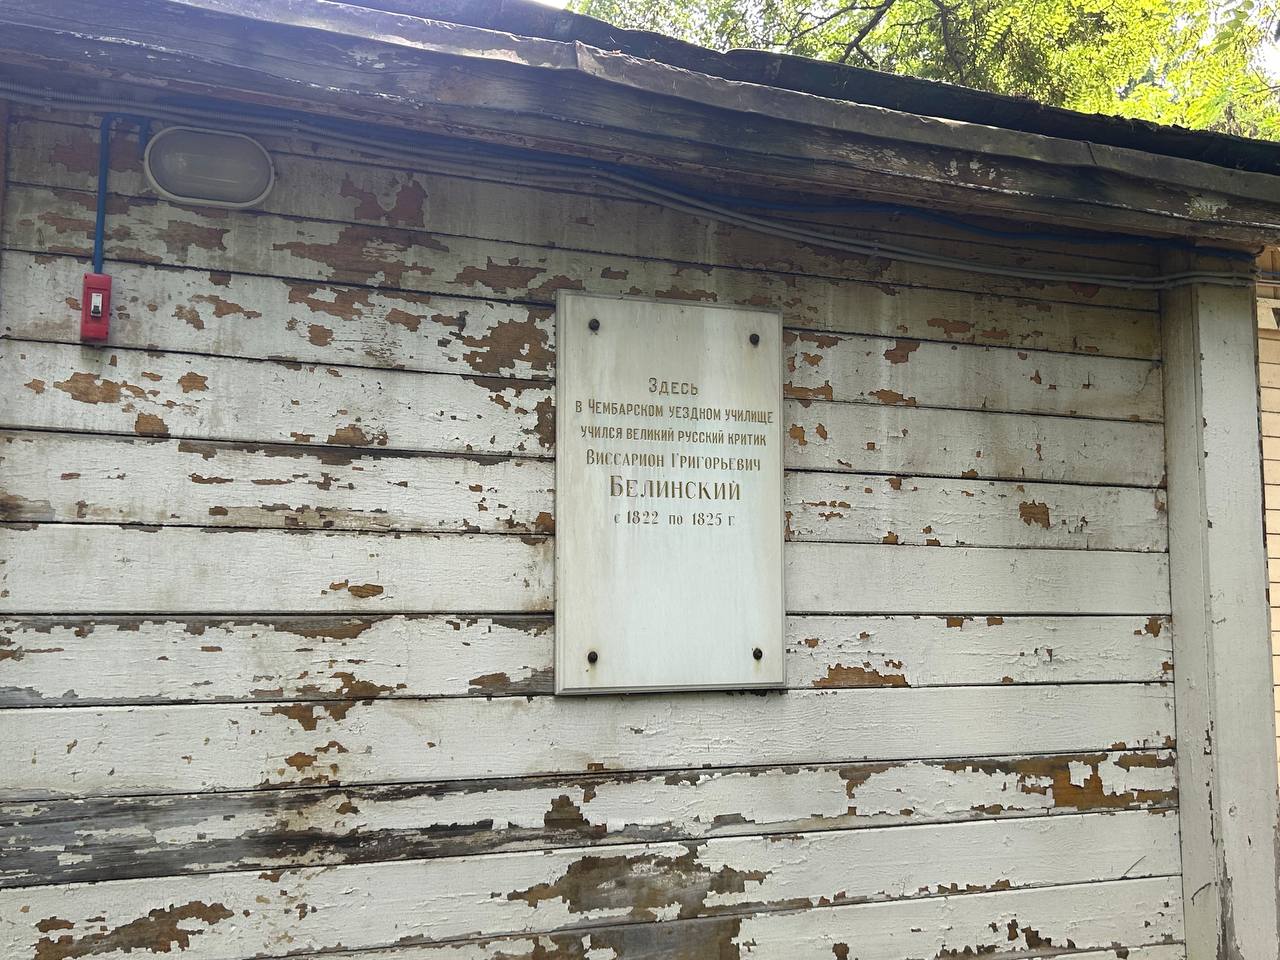 Здесь
в Чембарском уездном училище
учился великий русский критик
Виссарион Григорьевич
Белинский
с 1822 по 1825 г